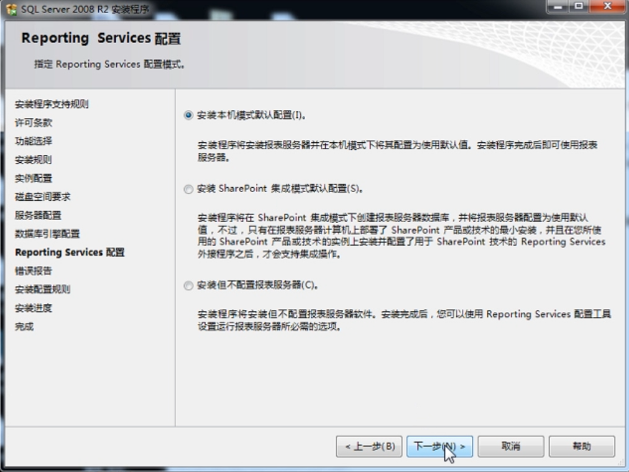 SQL Server 2008 R2 安装程序
Reporting Services 配置
指定 Reporting Services 配置模式。
安装程序支持规则
许可条款
功能选择
安装规则
实例配置
磁盘空间要求
服务器配置
数据库引擎配置
Reporting Services 配置
错误报告
安装配置规则
安装进度
完成
安装本机模式默认配置(I)。
安装程序将安装报表服务器并在本机模式下将其配置为使用默认值。安装程序完成后即可使用报表
服务器。
安装 SharePoint 集成模式默认配置(S)。
安装程序将在 SharePoint 集成模式下创建报表服务器数据库，并将报表服务器配置为使用默认
值，不过，只有在报表服务器计算机上部署了 SharePoint 产品或技术的最小安装，并且在您所使
用的 SharePoint 产品或技术的实例上安装并配置了用于 SharePoint 技术的 Reporting Services
外接程序之后，才会支持集成操作。
安装但不配置报表服务器(C)。
安装程序将安装但不配置报表服务器软件。安装完成后，您可以使用 Reporting Services 配置工具
设置运行报表服务器所必需的选项。
< 上一步(B) 下一步(N) > 取消 帮助